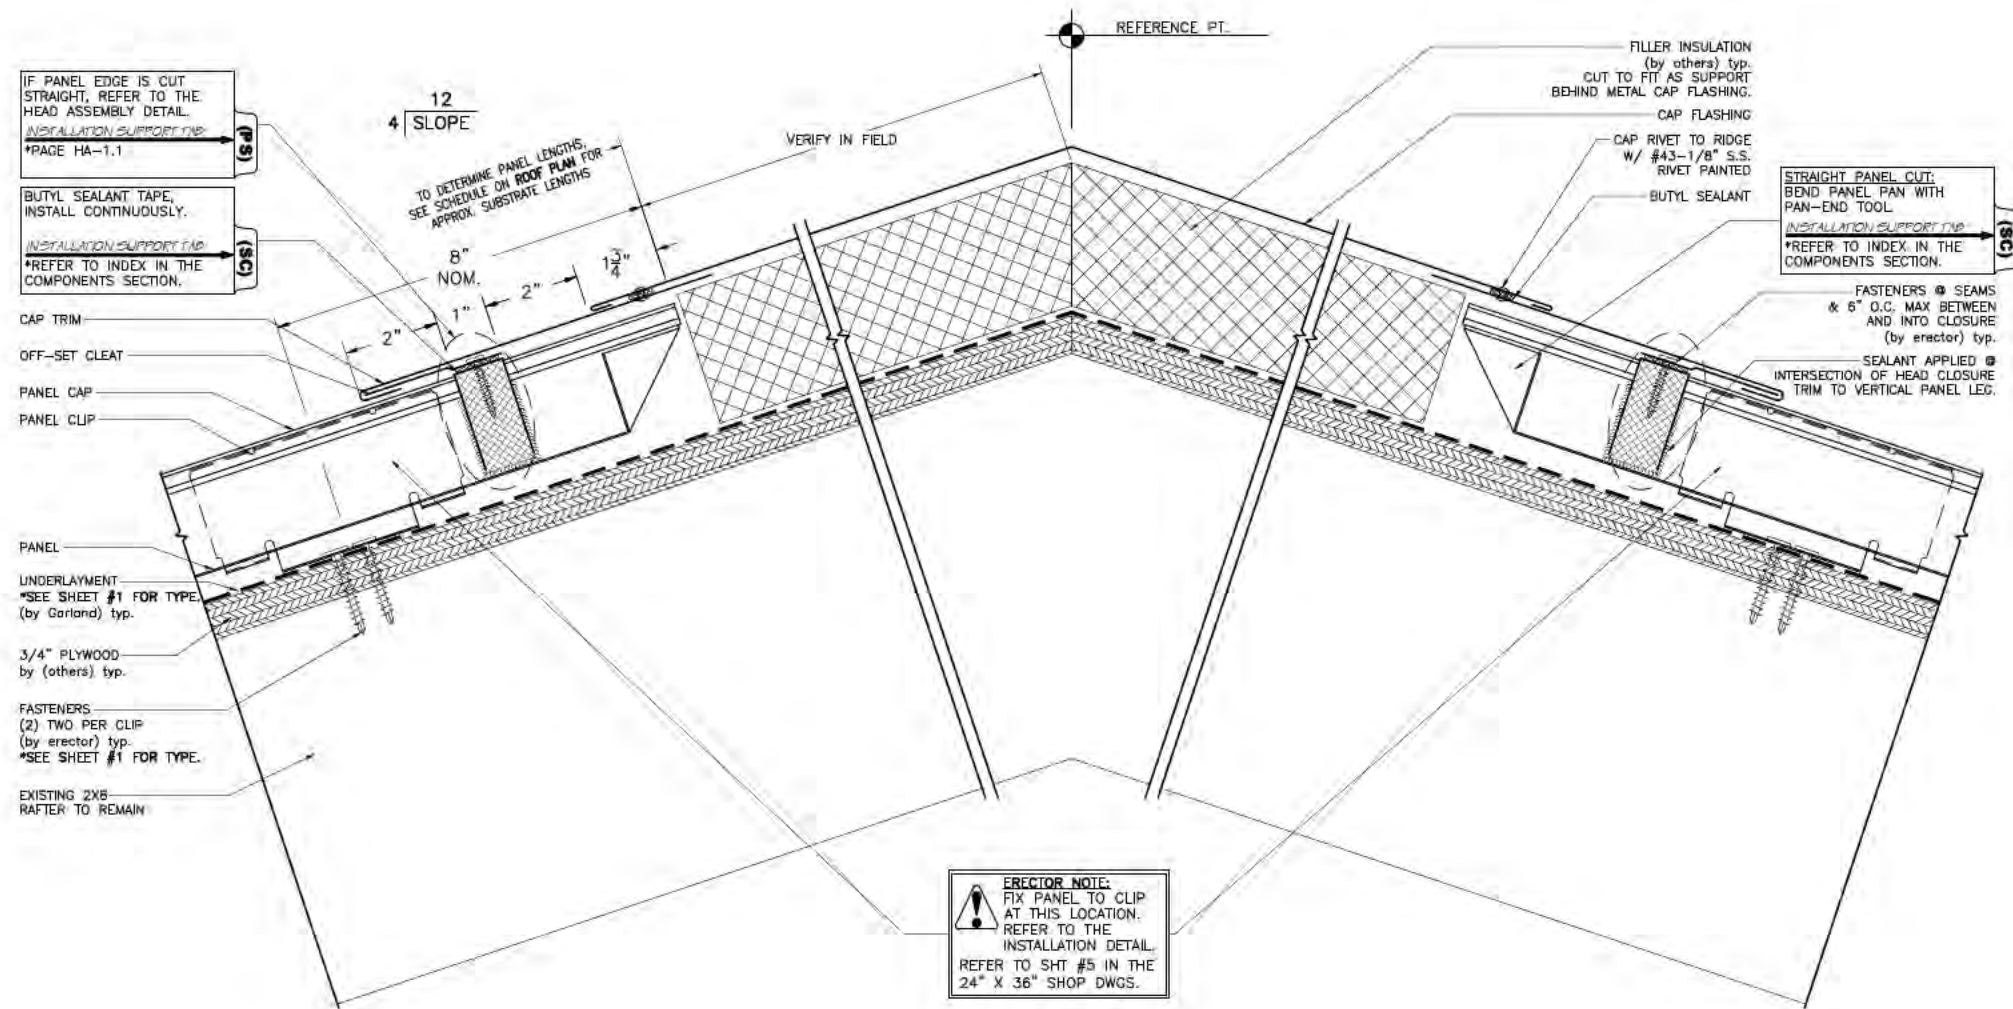 REFERENCE PT.
IF PANEL EDGE IS CUT
STRAIGHT, REFER TO THE
HEAD ASSEMBLY DETAIL.
INSTALLATION SUPPORT TAB
*PAGE HA-1.1
(PS)
BUTYL SEALANT TAPE,
INSTALL CONTINUOUSLY.
INSTALLATION SUPPORT TAB
*REFER TO INDEX IN THE
COMPONENTS SECTION.
(SC)
12
4 SLOPE
TO DETERMINE PANEL LENGTHS,
SEE SCHEDULE ON ROOF PLAN FOR
APPROX. SUBSTRATE LENGTHS
VERIFY IN FIELD
8"
NOM.
2"
1"
2"
1 3/4"
CAP TRIM
OFF-SET CLEAT
PANEL CAP
PANEL CLIP
PANEL
UNDERLAYMENT
*SEE SHEET #1 FOR TYPE.
(by Garland) typ.
3/4" PLYWOOD
by (others) typ.
FASTENERS
(2) TWO PER CLIP
(by erector) typ.
*SEE SHEET #1 FOR TYPE.
EXISTING 2X6
RAFTER TO REMAIN
FILLER INSULATION
(by others) typ.
CUT TO FIT AS SUPPORT
BEHIND METAL CAP FLASHING.
CAP FLASHING
CAP RIVET TO RIDGE
W/ #43-1/8" S.S.
RIVET PAINTED
BUTYL SEALANT
STRAIGHT PANEL CUT:
BEND PANEL PAN WITH
PAN-END TOOL.
INSTALLATION SUPPORT TAB
*REFER TO INDEX IN THE
COMPONENTS SECTION.
(SC)
FASTENERS @ SEAMS
& 6" O.C. MAX BETWEEN
AND INTO CLOSURE
(by erector) typ.
SEALANT APPLIED @
INTERSECTION OF HEAD CLOSURE
TRIM TO VERTICAL PANEL LEG.
ERECTOR NOTE:
FIX PANEL TO CLIP
AT THIS LOCATION.
REFER TO THE
INSTALLATION DETAIL.
REFER TO SHT #5 IN THE
24" X 36" SHOP DWGS.